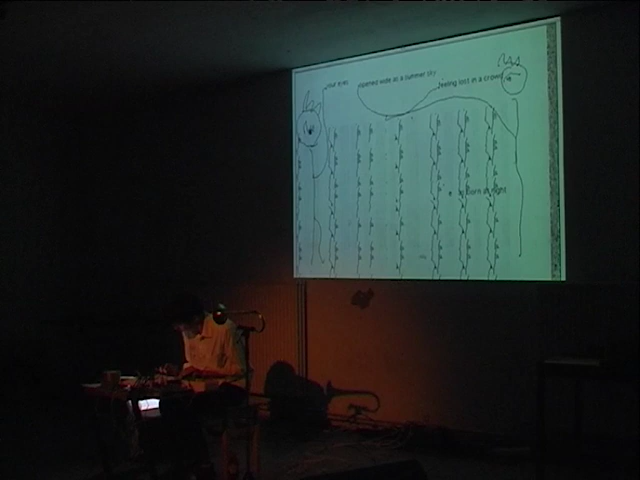 your eyes opened wide as a summer sky feeling lost in a crowd
born at night